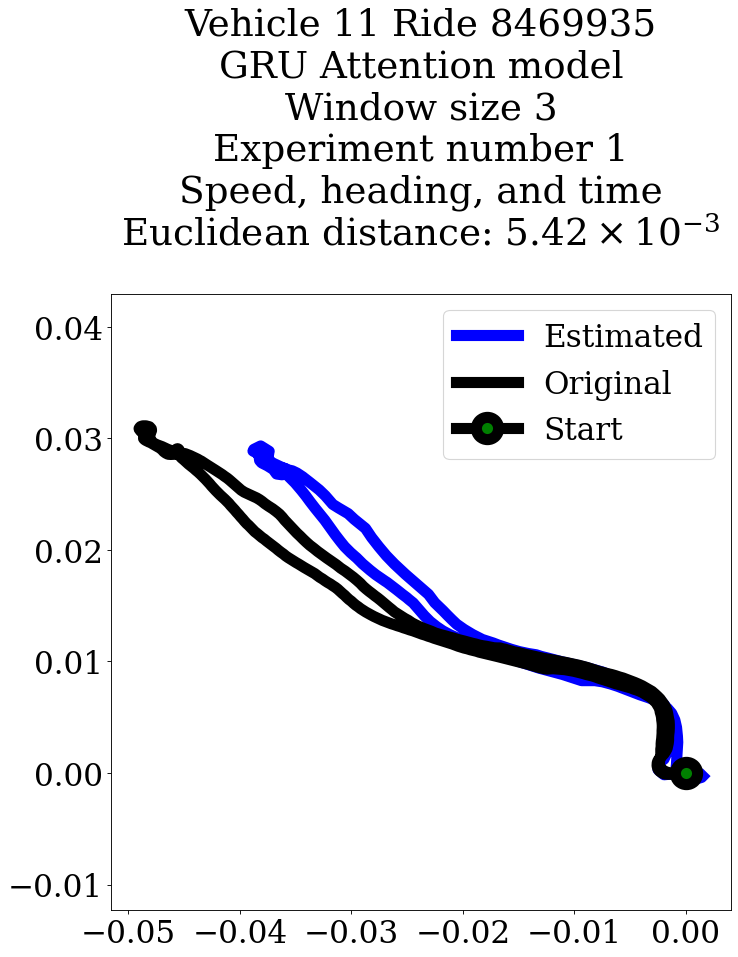 Vehicle 11 Ride 8469935
GRU Attention model
Window size 3
Experiment number 1
Speed, heading, and time
Euclidean distance: 5.42 × 10⁻³
Estimated
Original
Start
0.04
0.03
0.02
0.01
0.00
−0.01
−0.05 −0.04 −0.03 −0.02 −0.01 0.00